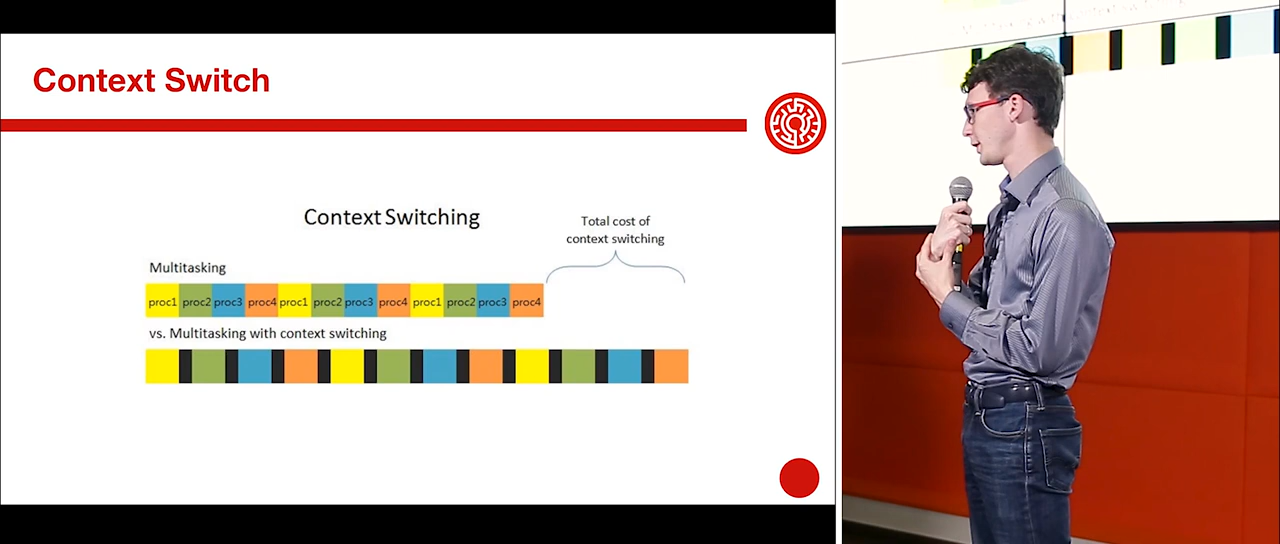 Context Switch
Context Switching
Total cost of
context switching
Multitasking
proc1 proc2 proc3 proc4 proc1 proc2 proc3 proc4 proc1 proc2 proc3 proc4
vs. Multitasking with context switching